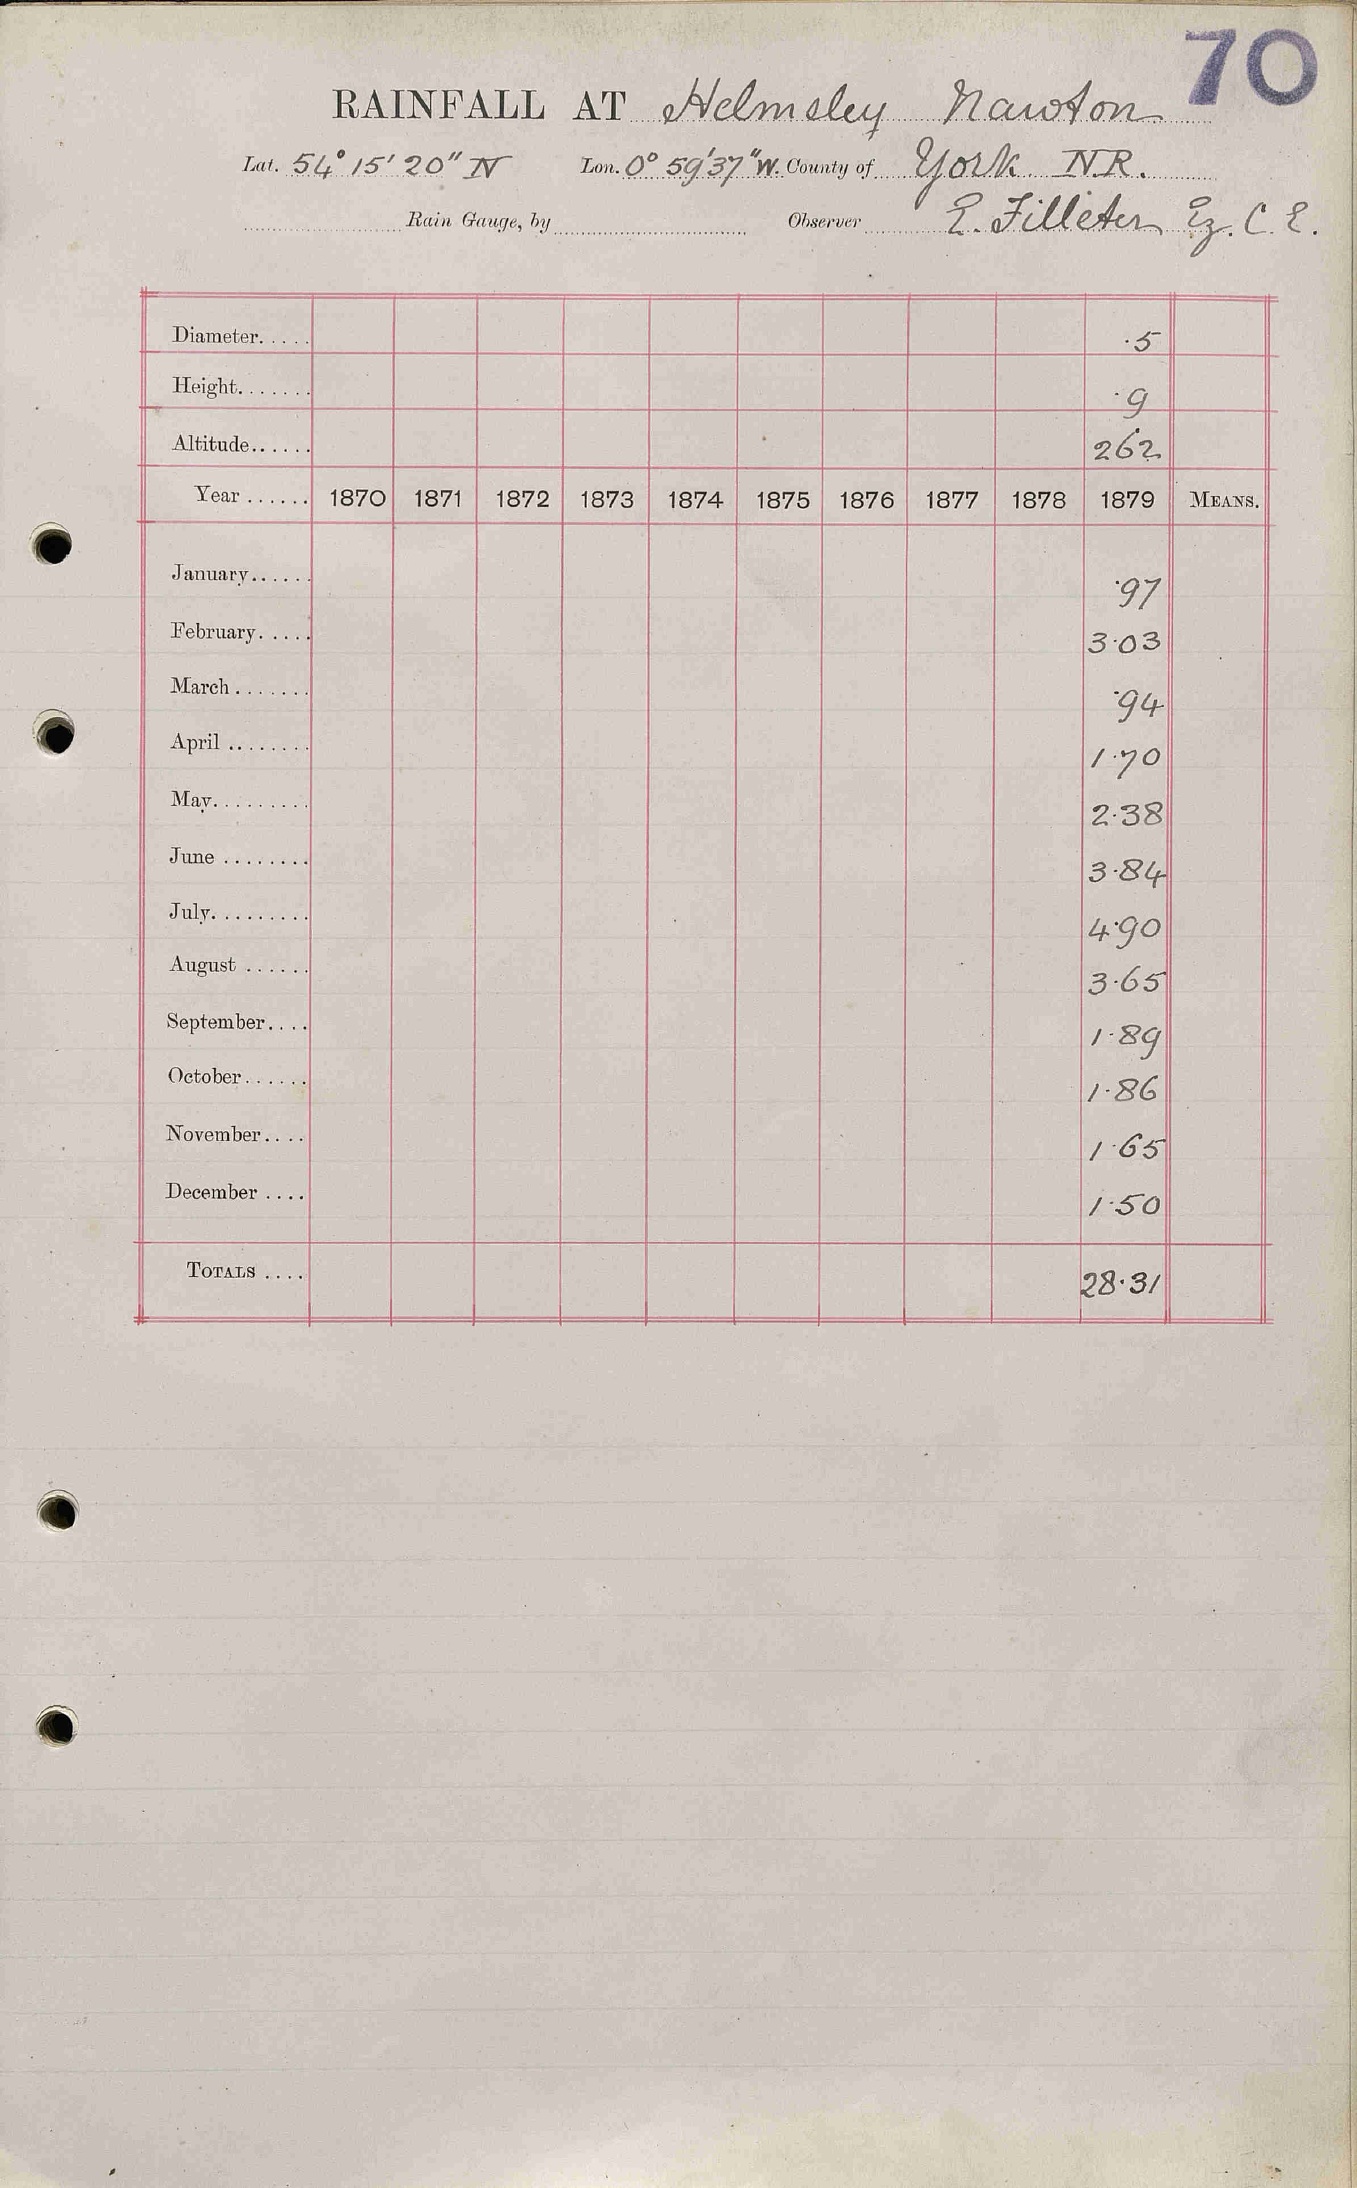 70
RAINFALL AT Helmsley Nawton
Lat. 54° 15' 20" N Lon. 0° 59' 37" W. County of York N.R.
Rain Gauge, by Observer E. Filleter Ez. C. E.
Diameter..... ·5
Height....... ·9
Altitude...... 262
Year ...... 1870 1871 1872 1873 1874 1875 1876 1877 1878 1879 MEANS.
January...... ·97
February..... 3·03
March ....... ·94
April ........ 1·70
May......... 2·38
June ........ 3·84
July......... 4·90
August ...... 3·65
September.... 1·89
October...... 1·86
November.... 1·65
December .... 1·50
TOTALS .... 28·31